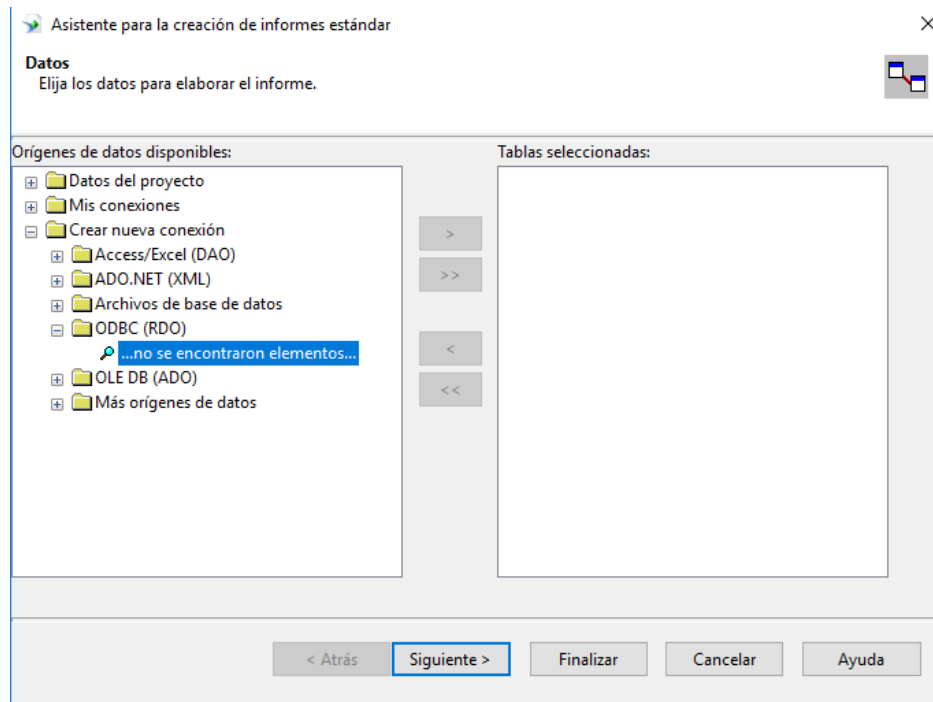 Asistente para la creación de informes estándar
Datos
Elija los datos para elaborar el informe.
Orígenes de datos disponibles:
Tablas seleccionadas:
Datos del proyecto
Mis conexiones
Crear nueva conexión
Access/Excel (DAO)
ADO.NET (XML)
Archivos de base de datos
ODBC (RDO)
...no se encontraron elementos...
OLE DB (ADO)
Más orígenes de datos
>
>>
<
<<
< Atrás
Siguiente >
Finalizar
Cancelar
Ayuda